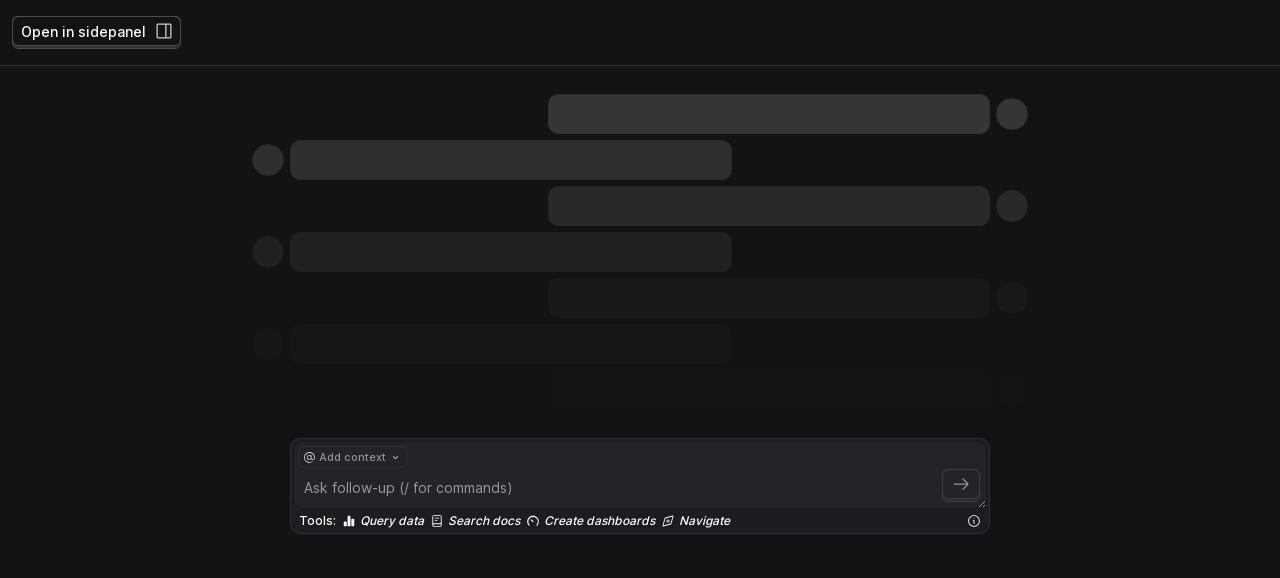 Open in sidepanel
@ Add context
Ask follow-up (/ for commands)
Tools: Query data Search docs Create dashboards Navigate